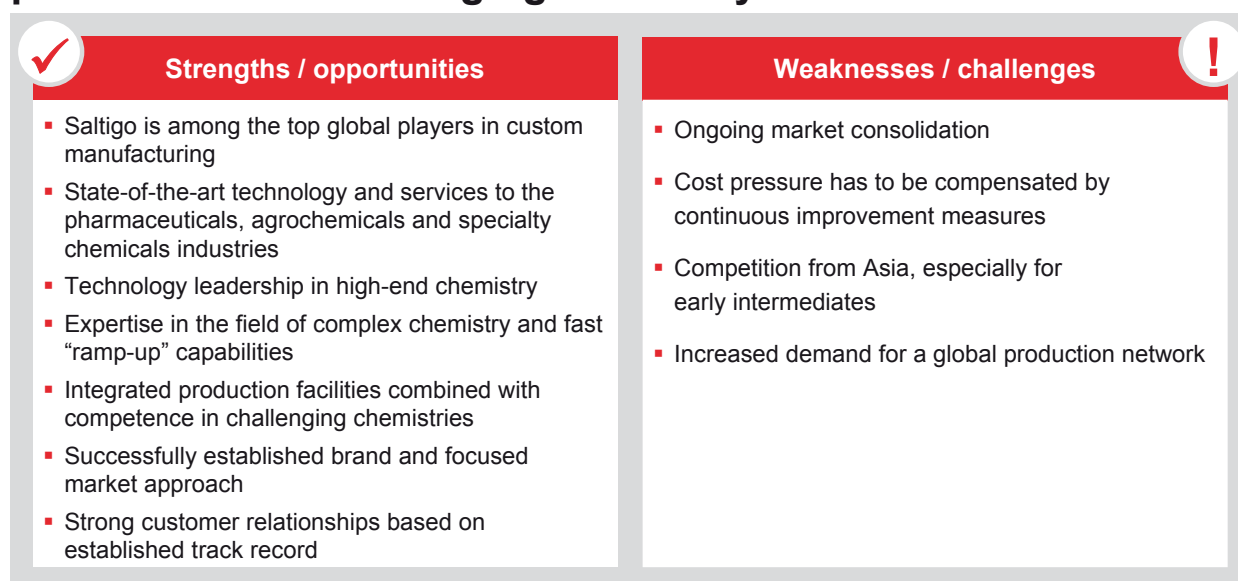 Strengths / opportunities
▪ Saltigo is among the top global players in custom
manufacturing
▪ State-of-the-art technology and services to the
pharmaceuticals, agrochemicals and specialty
chemicals industries
▪ Technology leadership in high-end chemistry
▪ Expertise in the field of complex chemistry and fast
“ramp-up” capabilities
▪ Integrated production facilities combined with
competence in challenging chemistries
▪ Successfully established brand and focused
market approach
▪ Strong customer relationships based on
established track record
Weaknesses / challenges
!
▪ Ongoing market consolidation
▪ Cost pressure has to be compensated by
continuous improvement measures
▪ Competition from Asia, especially for
early intermediates
▪ Increased demand for a global production network